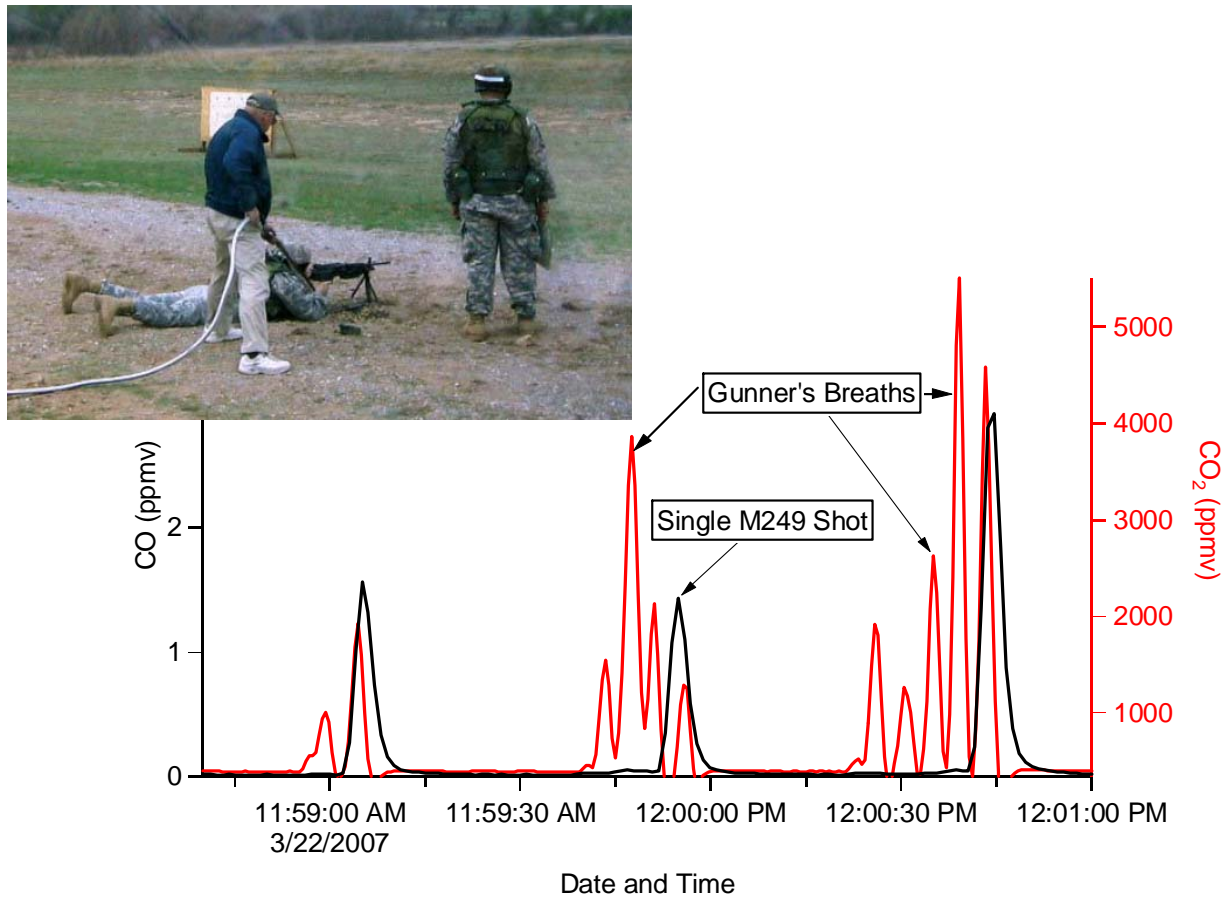 Gunner's Breaths
Single M249 Shot
CO (ppmv)
2
1
0
5000
4000
3000
2000
1000
CO₂ (ppmv)
11:59:00 AM
3/22/2007
11:59:30 AM
12:00:00 PM
12:00:30 PM
12:01:00 PM
Date and Time